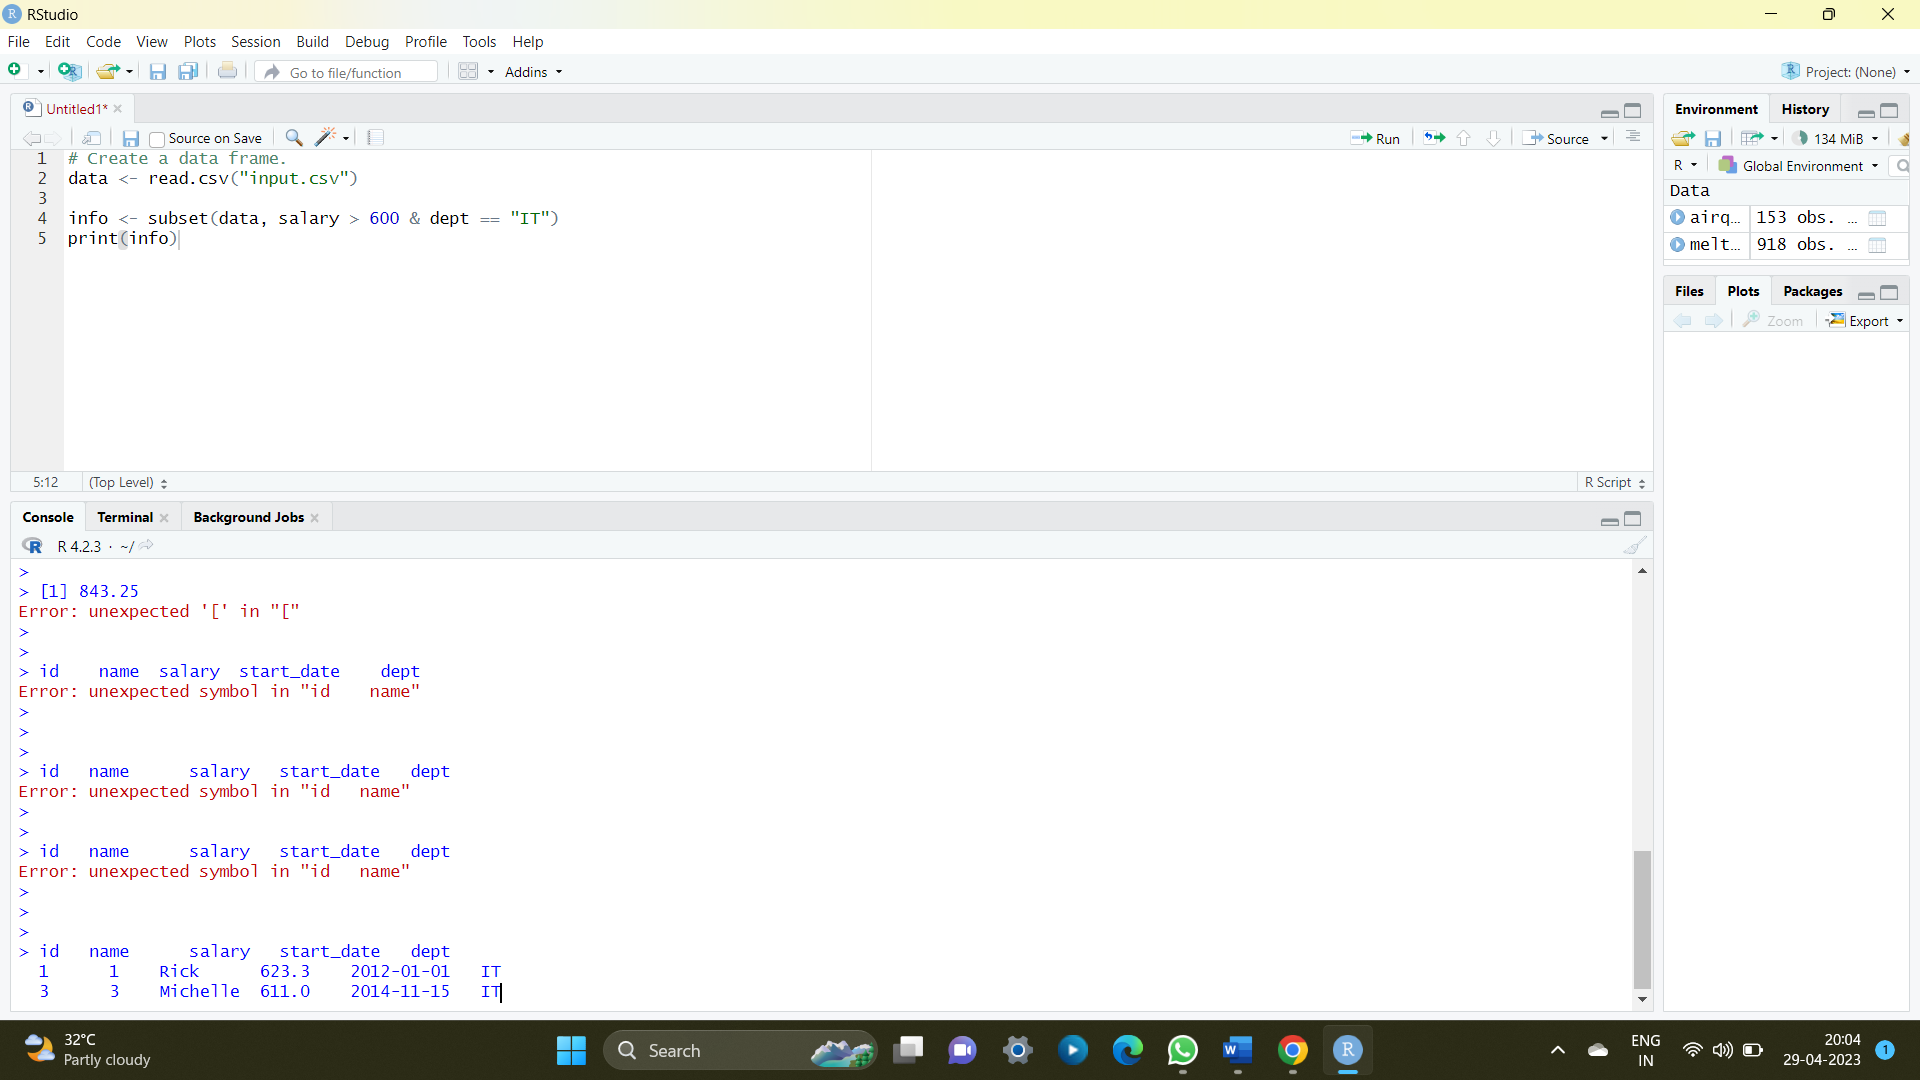 RStudio
File Edit Code View Plots Session Build Debug Profile Tools Help
Go to file/function Addins Project: (None)
Untitled1*
Source on Save Run Source
1 # Create a data frame.
2 data <- read.csv("input.csv")
3
4 info <- subset(data, salary > 600 & dept == "IT")
5 print(info)
5:12 (Top Level) R Script
Console Terminal Background Jobs
R 4.2.3 · ~/
>
> [1] 843.25
Error: unexpected '[' in "["
>
>
> id name salary start_date dept
Error: unexpected symbol in "id name"
>
>
>
> id name salary start_date dept
Error: unexpected symbol in "id name"
>
>
> id name salary start_date dept
Error: unexpected symbol in "id name"
>
>
>
> id name salary start_date dept
1 1 Rick 623.3 2012-01-01 IT
3 3 Michelle 611.0 2014-11-15 IT
Environment History
134 MiB
R Global Environment
Data
airq... 153 obs. ...
melt... 918 obs. ...
Files Plots Packages
Zoom Export
32°C
Partly cloudy
Search
ENG
IN
20:04
29-04-2023
1